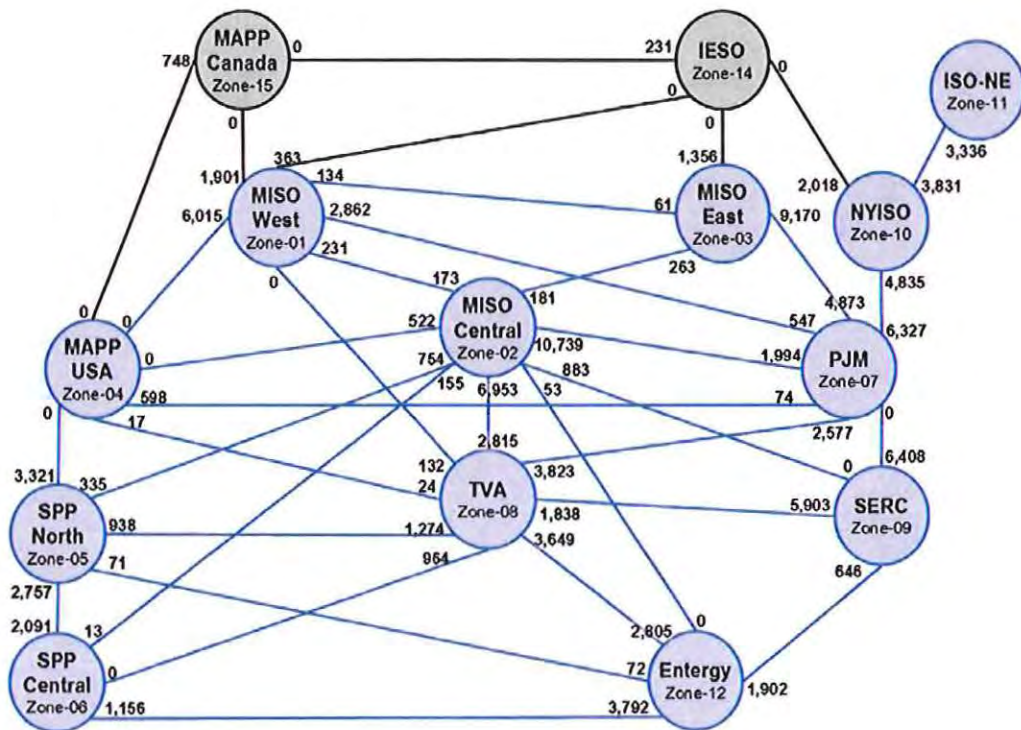 MAPP
Canada
Zone-15
748
0
0
231
IESO
Zone-14
0
0
0
ISO-NE
Zone-11
3,336
3,831
363
1,901
134
6,015
MISO
West
Zone-01
2,862
231
0
1,356
61
MISO
East
Zone-03
9,170
263
2,018
NYISO
Zone-10
4,835
173
181
MISO
Central
Zone-02
522
754
155
6,953
53
883
10,739
4,873
547
6,327
1,994
PJM
Zone-07
74
0
2,577
0
0
MAPP
USA
Zone-04
0
598
0
17
2,815
132
24
3,823
TVA
Zone-08
1,838
3,649
1,274
964
6,408
0
5,903
SERC
Zone-09
646
3,321
335
SPP
North
Zone-05
938
71
2,757
2,091
13
SPP
Central
Zone-06
0
1,156
0
2,805
72
Entergy
Zone-12
1,902
3,792